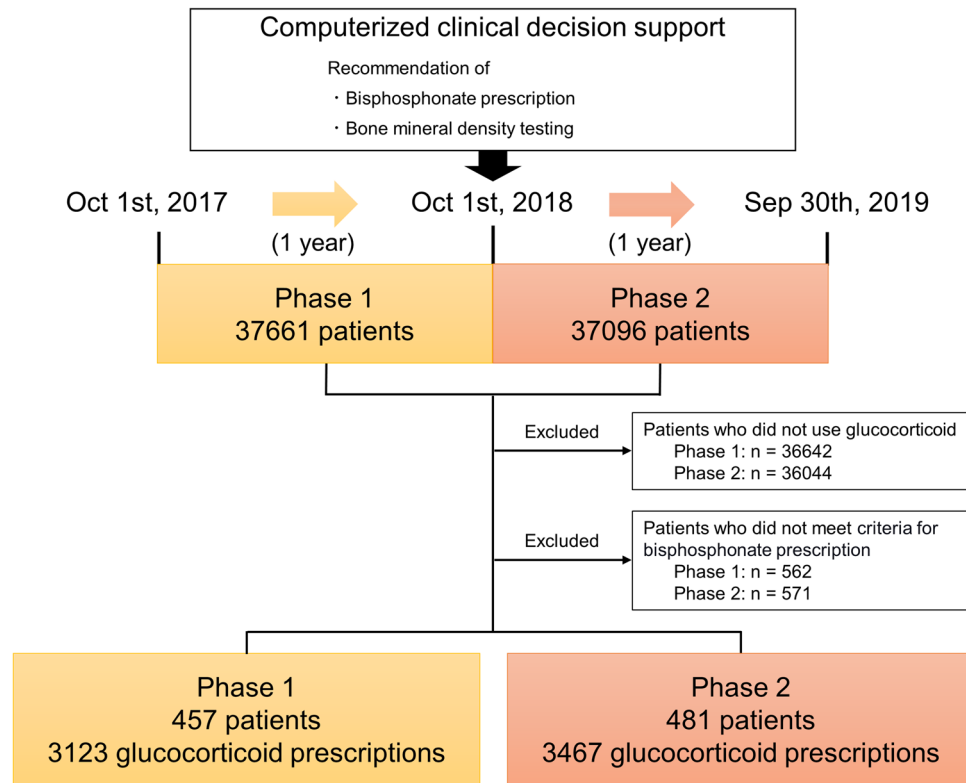 Computerized clinical decision support
Recommendation of
・Bisphosphonate prescription
・Bone mineral density testing
Oct 1st, 2017
Oct 1st, 2018
Sep 30th, 2019
(1 year)
(1 year)
Phase 1
37661 patients
Phase 2
37096 patients
Excluded
Patients who did not use glucocorticoid
Phase 1: n = 36642
Phase 2: n = 36044
Excluded
Patients who did not meet criteria for
bisphosphonate prescription
Phase 1: n = 562
Phase 2: n = 571
Phase 1
457 patients
3123 glucocorticoid prescriptions
Phase 2
481 patients
3467 glucocorticoid prescriptions